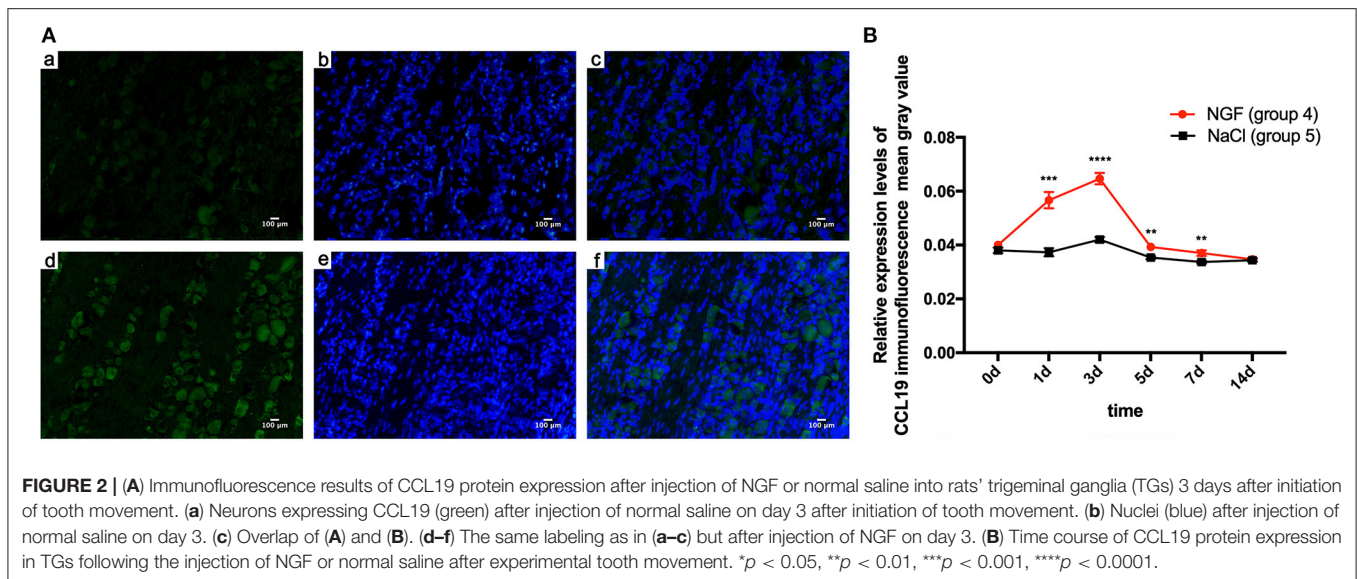 A
a
b
c
100 µm
100 µm
100 µm
d
e
f
100 µm
100 µm
100 µm
B
Relative expression levels of
CCL19 immunofluorescence mean gray value
NGF (group 4)
NaCl (group 5)
0.08
0.06
0.04
0.02
0.00
***
****
**
**
0d
1d
3d
5d
7d
14d
time
FIGURE 2 | (A) Immunofluorescence results of CCL19 protein expression after injection of NGF or normal saline into rats' trigeminal ganglia (TGs) 3 days after initiation
of tooth movement. (a) Neurons expressing CCL19 (green) after injection of normal saline on day 3 after initiation of tooth movement. (b) Nuclei (blue) after injection of
normal saline on day 3. (c) Overlap of (A) and (B). (d–f) The same labeling as in (a–c) but after injection of NGF on day 3. (B) Time course of CCL19 protein expression
in TGs following the injection of NGF or normal saline after experimental tooth movement. *p < 0.05, **p < 0.01, ***p < 0.001, ****p < 0.0001.